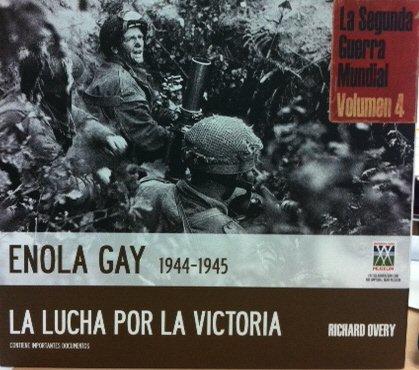 La Segunda
Guerra
Mundial
Volumen 4
ENOLA GAY 1944-1945
MUSEUM
LA LUCHA POR LA VICTORIA
RICHARD OVERY
CONTIENE IMPORTANTES DOCUMENTOS